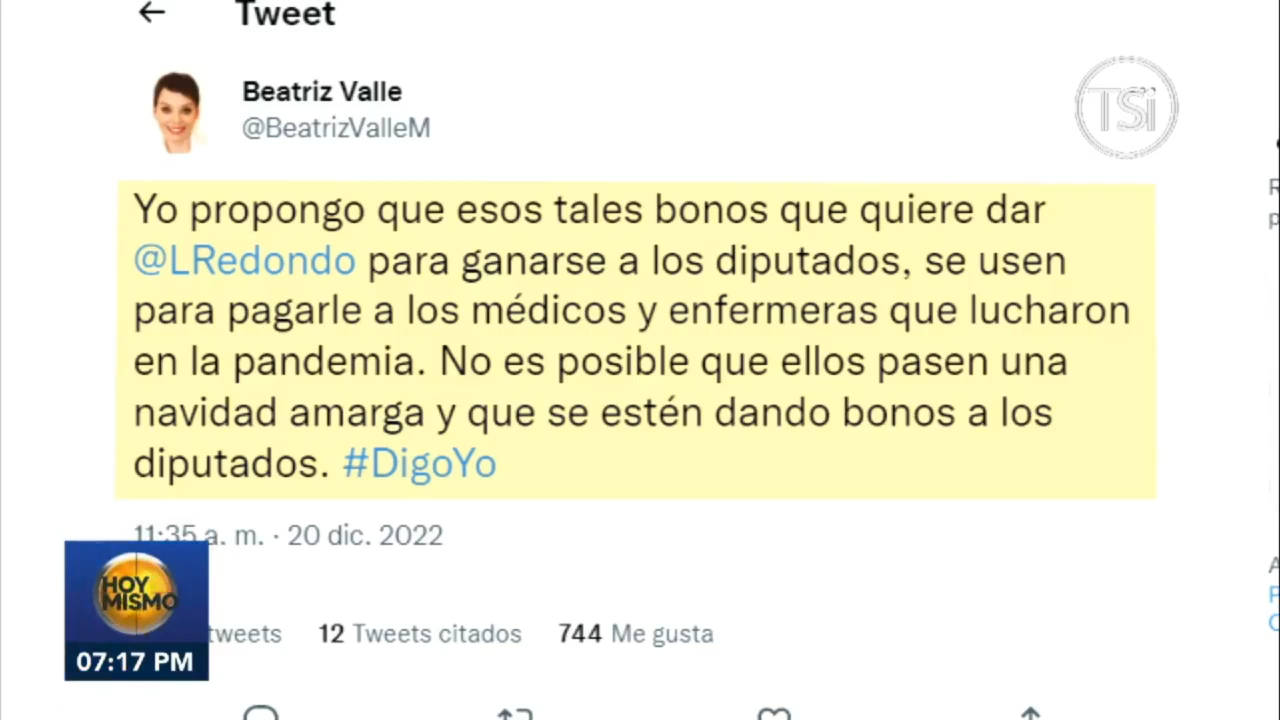 ← Tweet
Beatriz Valle
@BeatrizValleM
TSi
Yo propongo que esos tales bonos que quiere dar
@LRedondo para ganarse a los diputados, se usen
para pagarle a los médicos y enfermeras que lucharon
en la pandemia. No es posible que ellos pasen una
navidad amarga y que se estén dando bonos a los
diputados. #DigoYo
11:35 a. m. · 20 dic. 2022
tweets 12 Tweets citados 744 Me gusta
HOY
MISMO
07:17 PM